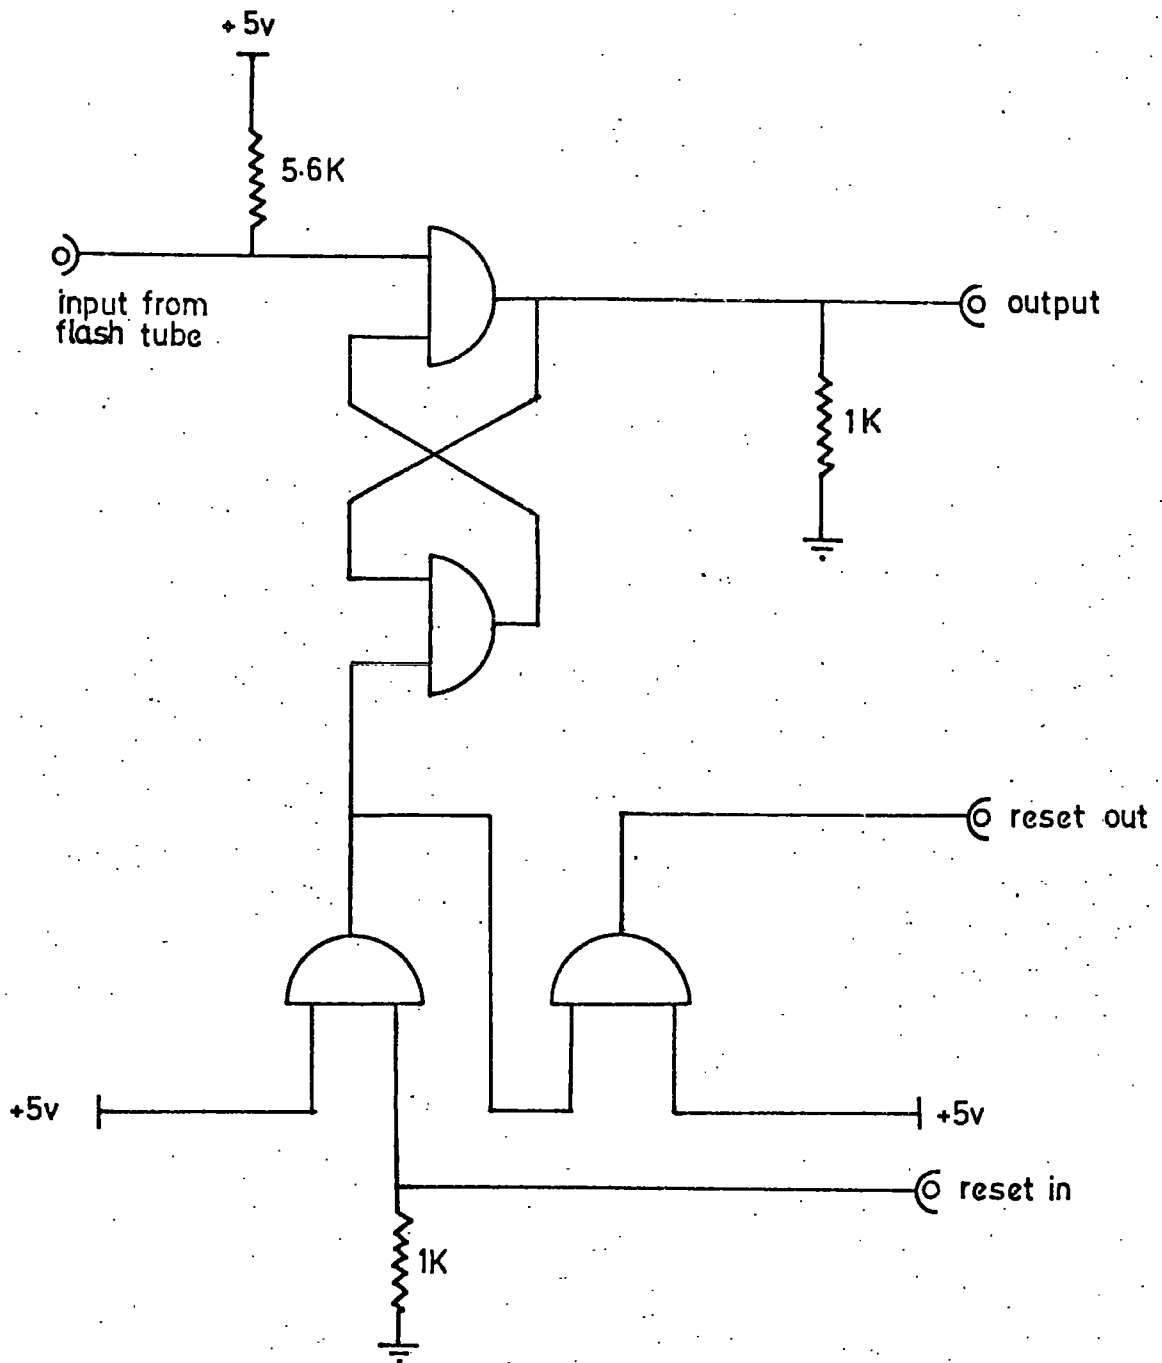 +5v
5.6K
input from
flash tube
output
1K
reset out
+5v
+5v
reset in
1K